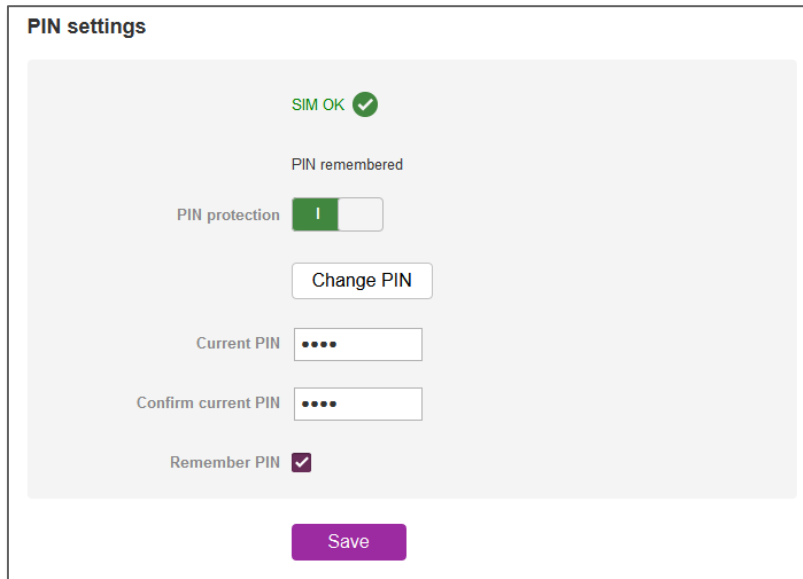 PIN settings
SIM OK
PIN remembered
PIN protection I
Change PIN
Current PIN ••••
Confirm current PIN ••••
Remember PIN
Save